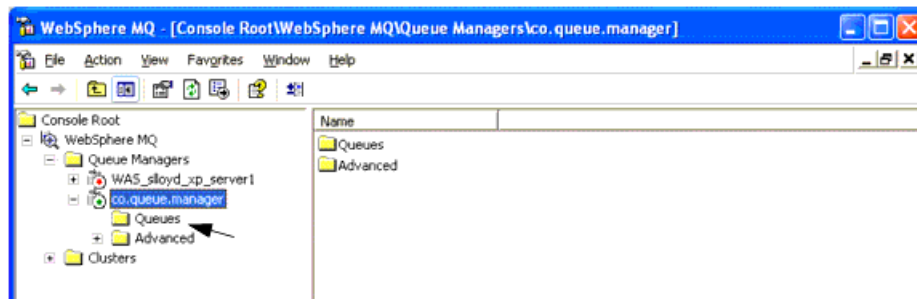 WebSphere MQ - [Console Root\WebSphere MQ\Queue Managers\co.queue.manager]
File Action View Favorites Window Help
Console Root
WebSphere MQ
Queue Managers
WAS_slloyd_xp_server1
co.queue.manager
Queues
Advanced
Clusters
Name
Queues
Advanced